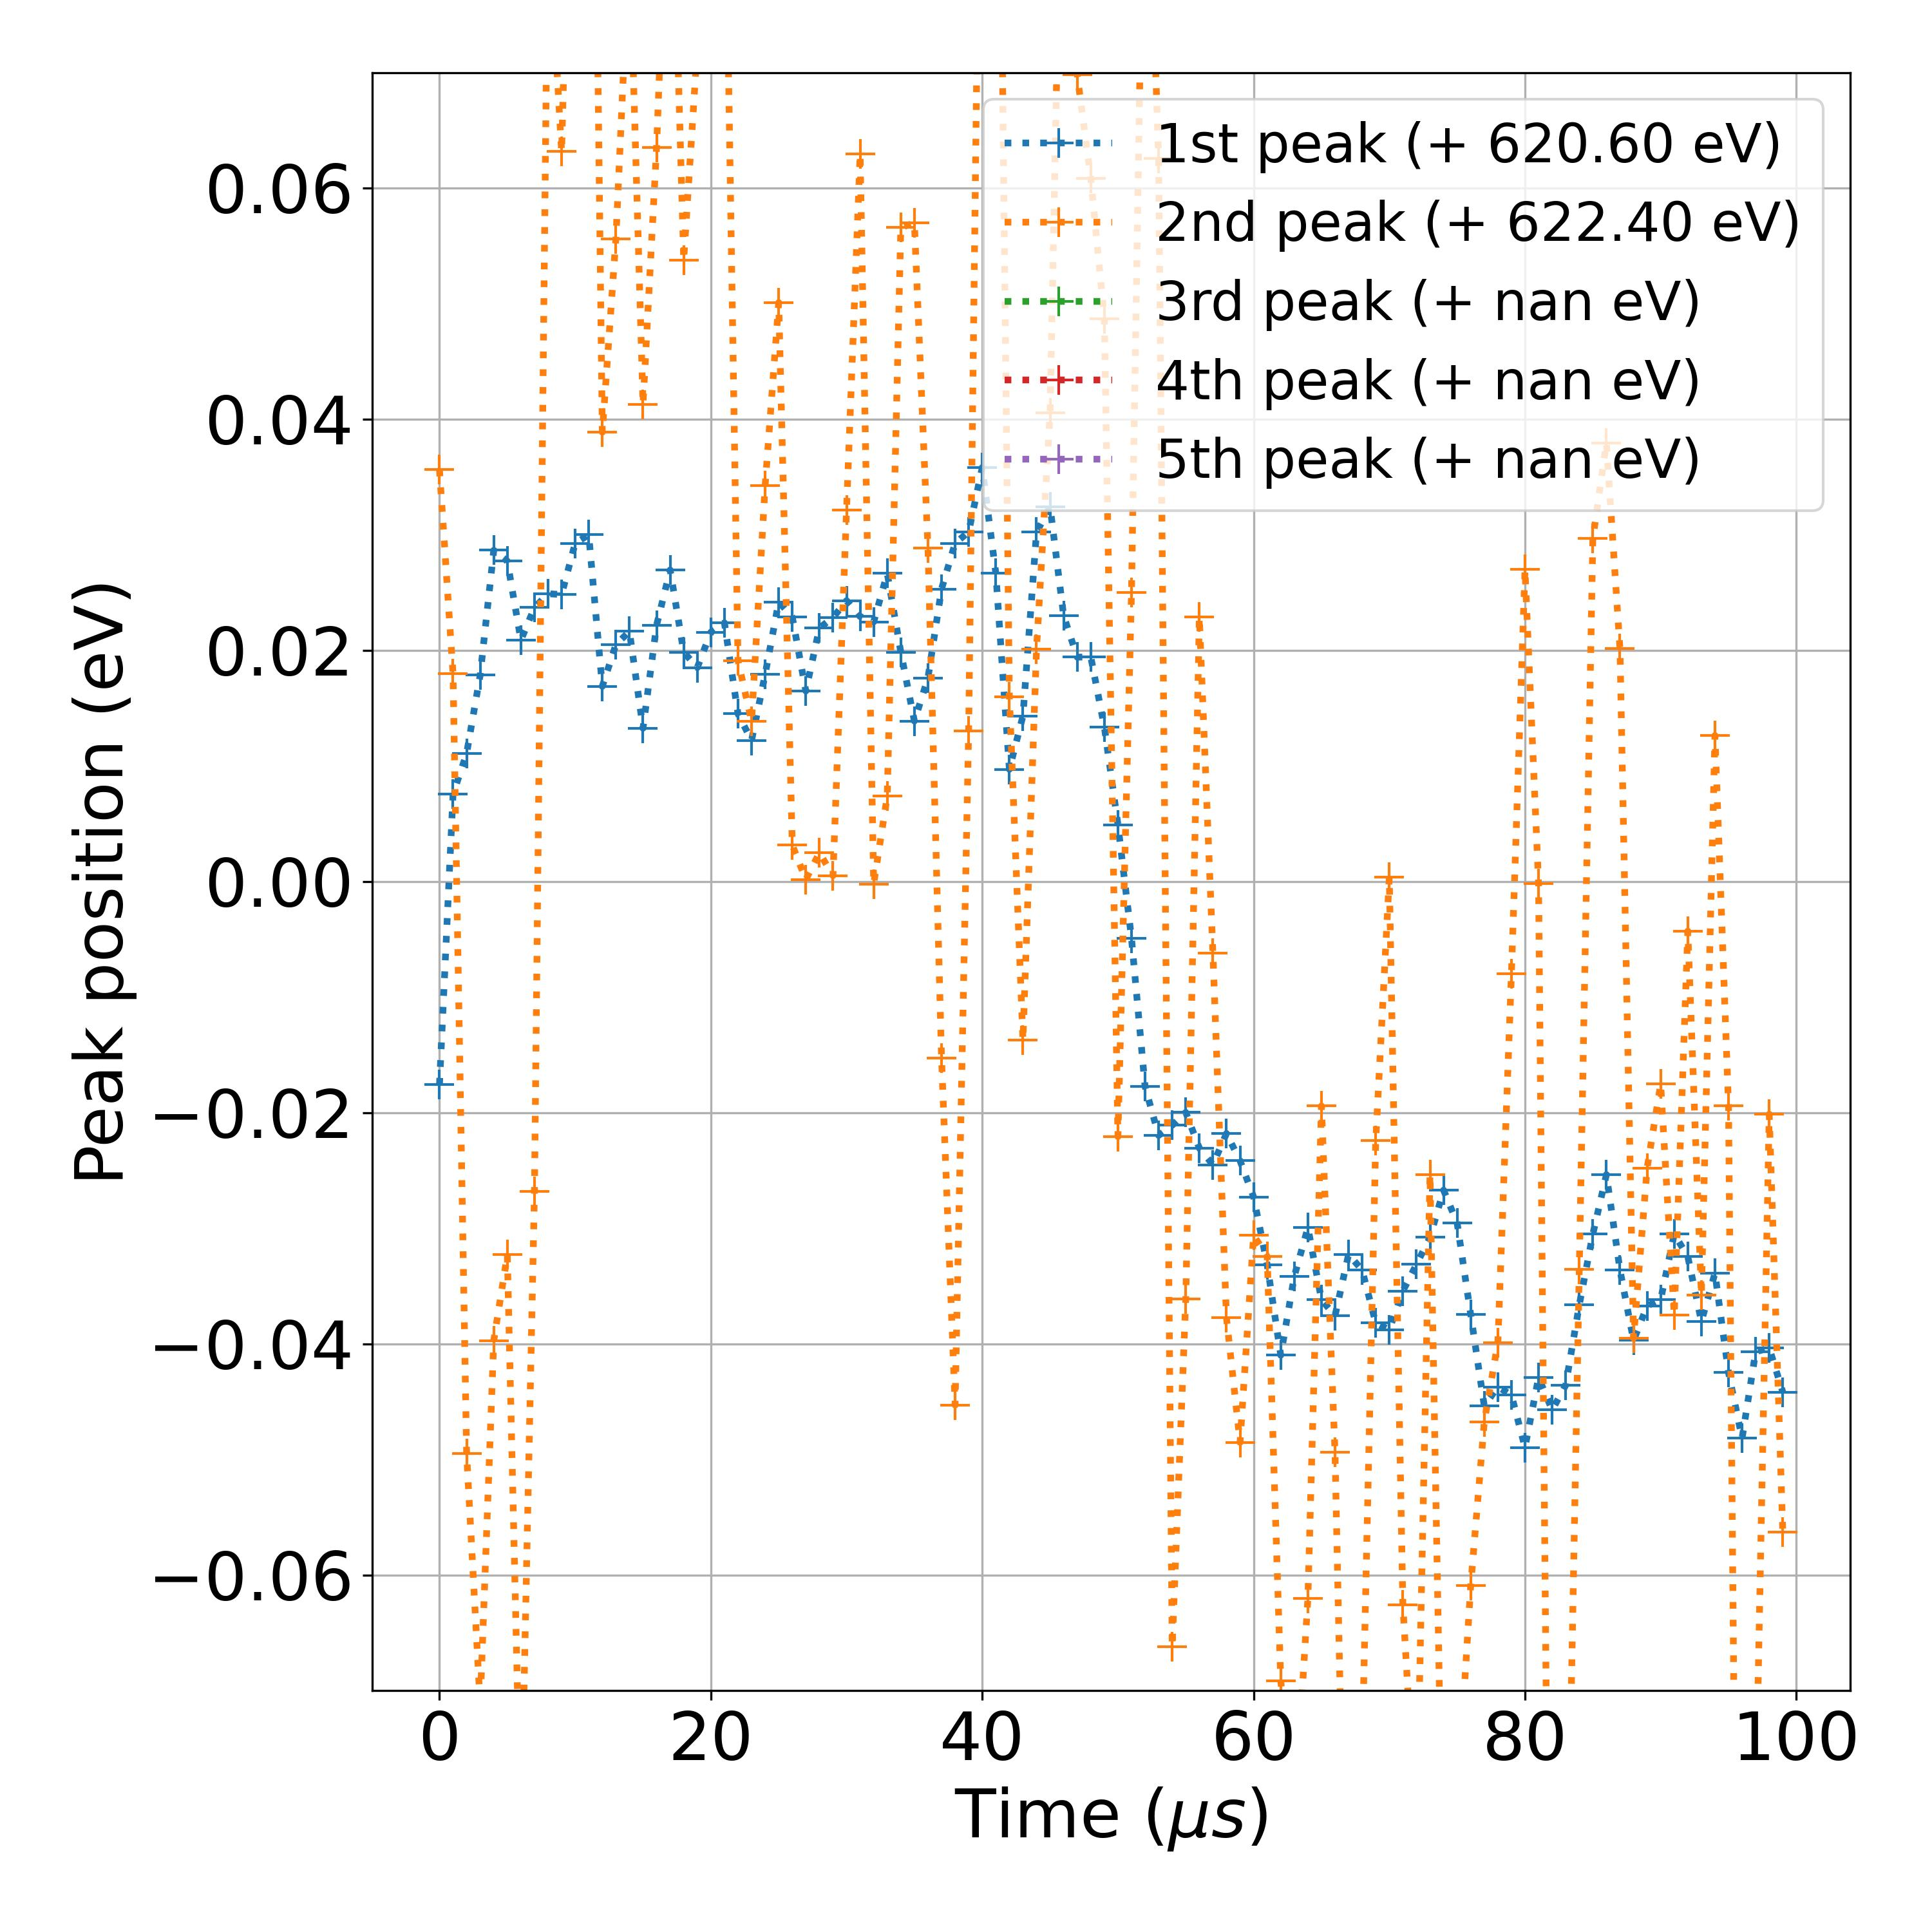 1st peak (+ 620.60 eV)
2nd peak (+ 622.40 eV)
3rd peak (+ nan eV)
4th peak (+ nan eV)
5th peak (+ nan eV)
0.06
0.04
0.02
0.00
−0.02
−0.04
−0.06
Peak position (eV)
0 20 40 60 80 100
Time (μs)